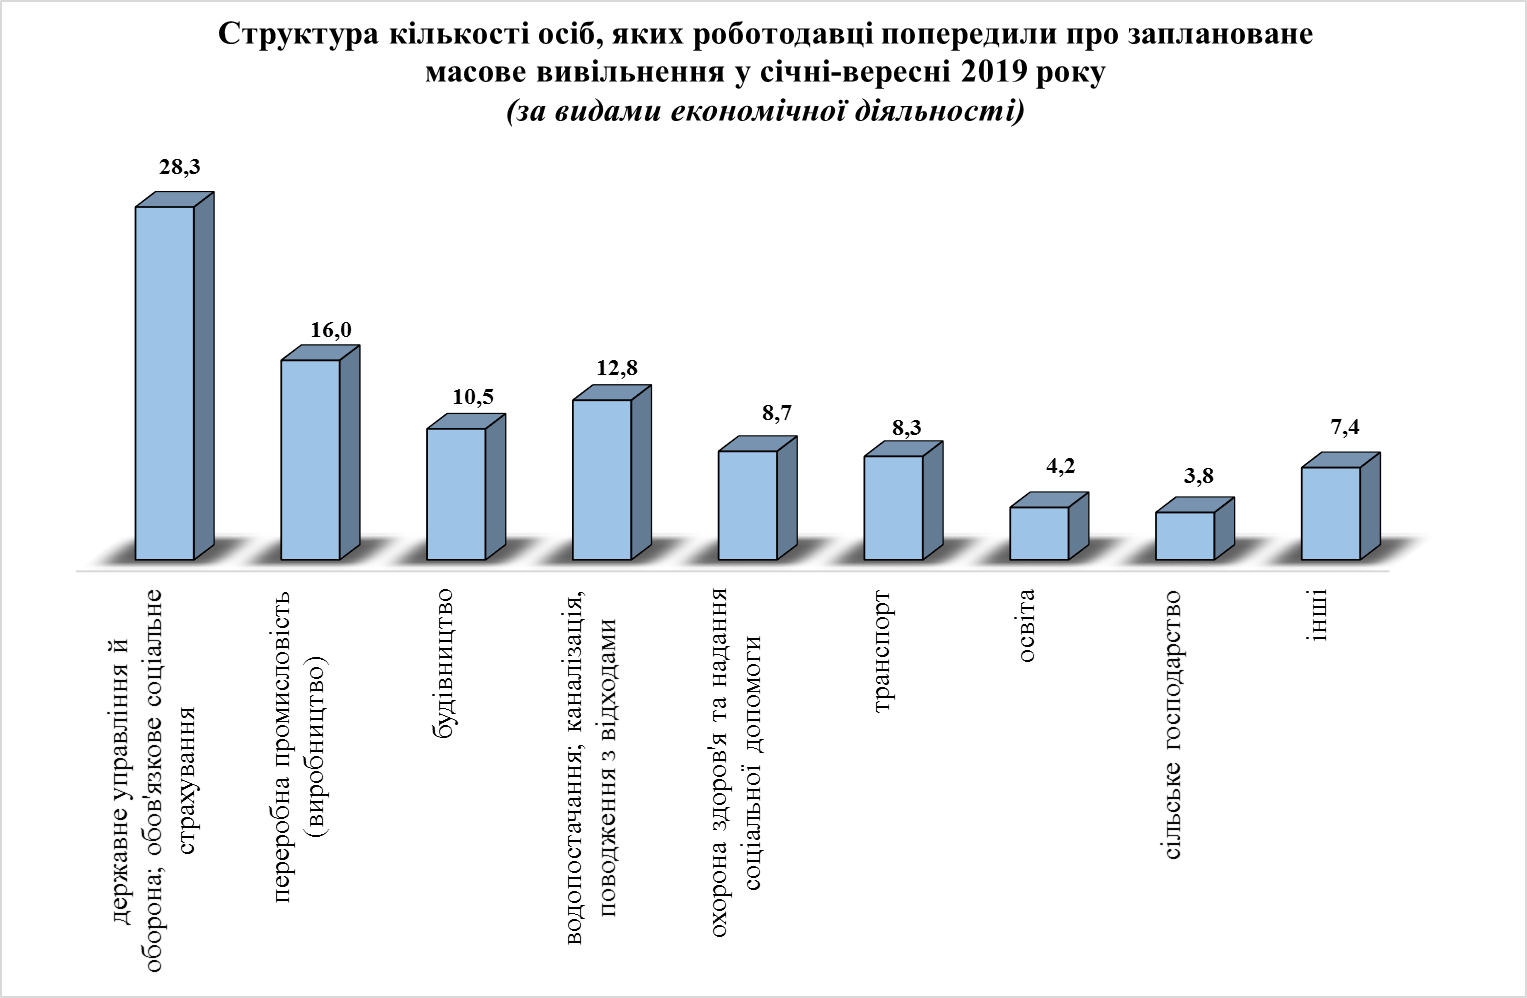 Структура кількості осіб, яких роботодавці попередили про заплановане
масове вивільнення у січні-вересні 2019 року
(за видами економічної діяльності)
28,3
16,0
10,5
12,8
8,7
8,3
4,2
3,8
7,4
державне управління й
оборона; обов'язкове соціальне
страхування
переробна промисловість
(виробництво)
будівництво
водопостачання; каналізація,
поводження з відходами
охорона здоров'я та надання
соціальної допомоги
транспорт
освіта
сільське господарство
інші